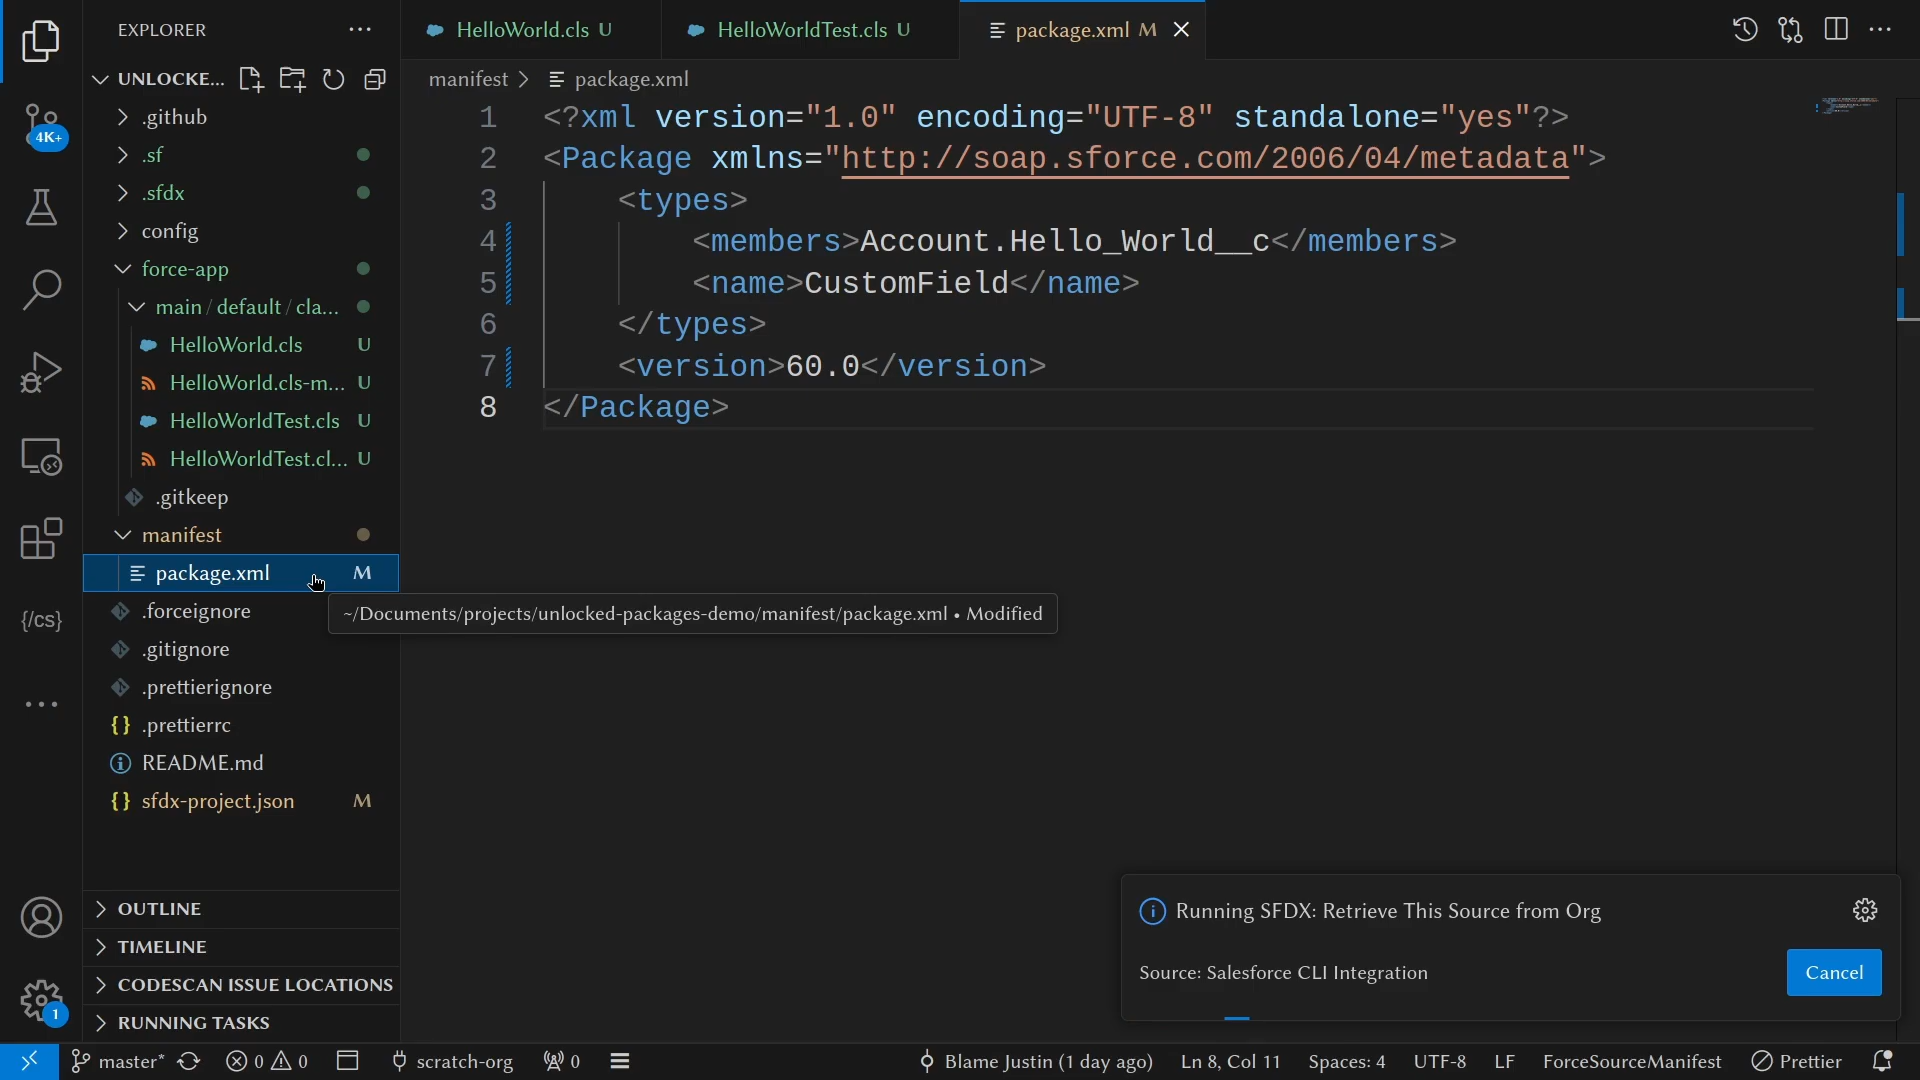 EXPLORER
UNLOCKE...
.github
.sf
.sfdx
config
force-app
main / default / cla...
HelloWorld.cls U
HelloWorld.cls-m... U
HelloWorldTest.cls U
HelloWorldTest.cl... U
.gitkeep
manifest
package.xml M
~/Documents/projects/unlocked-packages-demo/manifest/package.xml • Modified
.forceignore
.gitignore
.prettierignore
.prettierrc
README.md
sfdx-project.json M
OUTLINE
TIMELINE
CODESCAN ISSUE LOCATIONS
RUNNING TASKS
4K+
{/cs}
1
HelloWorld.cls U
HelloWorldTest.cls U
package.xml M
manifest > package.xml
1 <?xml version="1.0" encoding="UTF-8" standalone="yes"?>
2 <Package xmlns="http://soap.sforce.com/2006/04/metadata">
3 <types>
4 <members>Account.Hello_World__c</members>
5 <name>CustomField</name>
6 </types>
7 <version>60.0</version>
8 </Package>
Running SFDX: Retrieve This Source from Org
Source: Salesforce CLI Integration
Cancel
master* 0 0 scratch-org 0 Blame Justin (1 day ago) Ln 8, Col 11 Spaces: 4 UTF-8 LF ForceSourceManifest Prettier